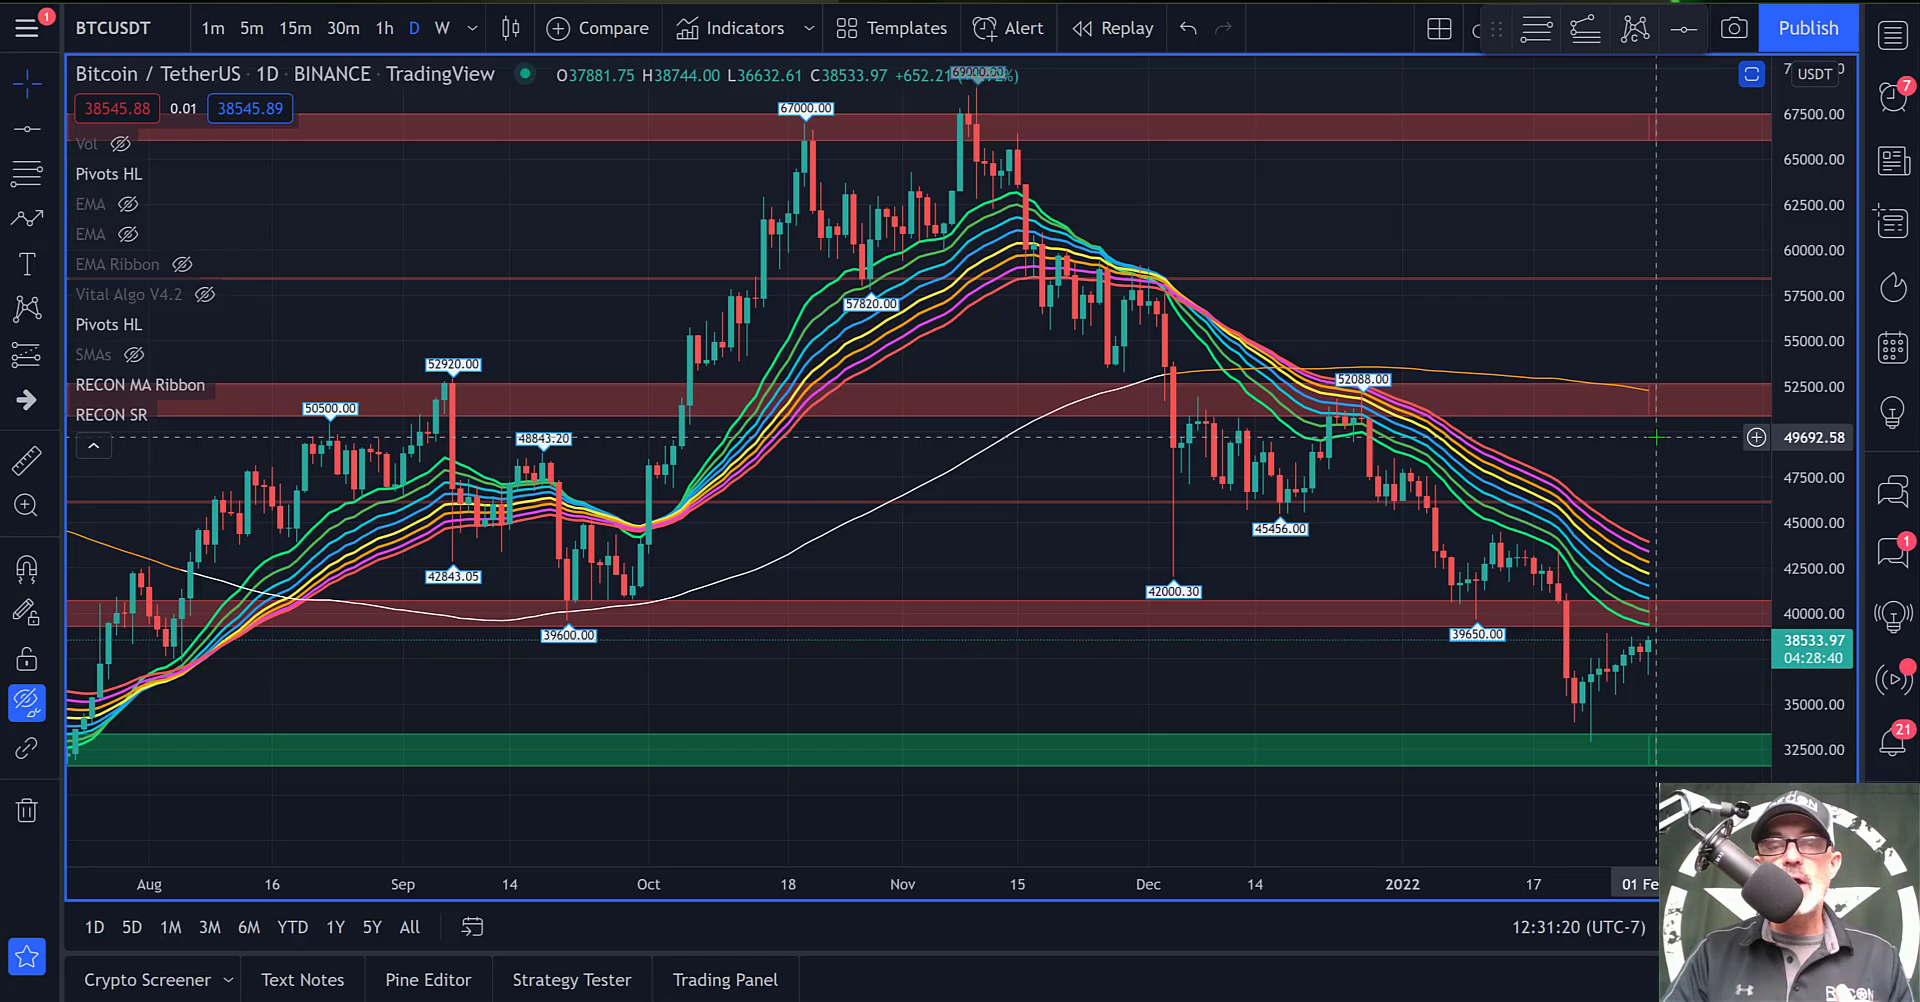 1
BTCUSDT 1m 5m 15m 30m 1h D W Compare Indicators Templates Alert Replay Publish
Bitcoin / TetherUS · 1D · BINANCE · TradingView O37881.75 H38744.00 L36632.61 C38533.97 +652.21
69000.00
USDT
38545.88 0.01 38545.89
67000.00
67500.00
7
Vol
65000.00
Pivots HL
EMA
62500.00
EMA
60000.00
EMA Ribbon
Vital Algo V4.2
57820.00
57500.00
Pivots HL
55000.00
SMAs
52920.00
52088.00
RECON MA Ribbon
52500.00
50500.00
RECON SR
48843.20
49692.58
47500.00
45456.00
45000.00
1
42843.05
42500.00
42000.30
40000.00
39600.00
39650.00
38533.97
04:28:40
35000.00
21
32500.00
Aug 16 Sep 14 Oct 18 Nov 15 Dec 14 2022 17 01 Fe
1D 5D 1M 3M 6M YTD 1Y 5Y All 12:31:20 (UTC-7)
Crypto Screener Text Notes Pine Editor Strategy Tester Trading Panel